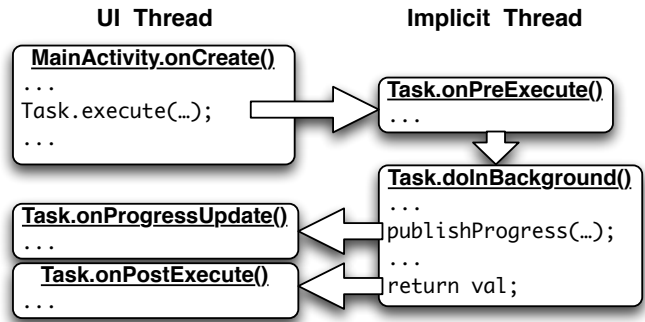 UI Thread
Implicit Thread
MainActivity.onCreate()
...
Task.execute(…);
...
Task.onPreExecute()
...
Task.doInBackground()
...
publishProgress(…);
...
return val;
Task.onProgressUpdate()
...
Task.onPostExecute()
...